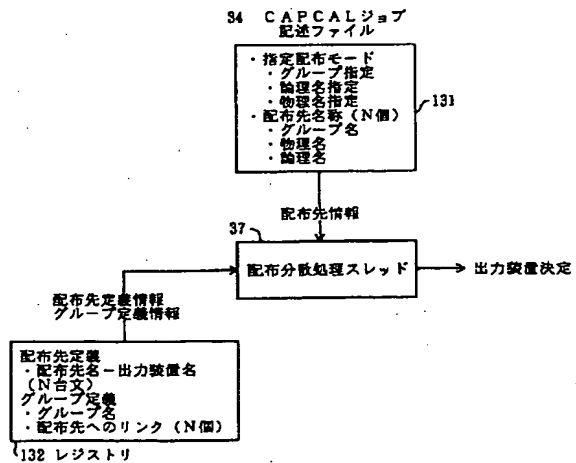 34 CAPCALジョブ
記述ファイル
・指定配布モード
・グループ指定
・論理名指定
・物理名指定
・配布先名称(N個)
・グループ名
・物理名
・論理名
131
配布先情報
37
配布分散処理スレッド
出力装置決定
配布先定義情報
グループ定義情報
配布先定義
・配布先名-出力装置名
(N台文)
グループ定義
・グループ名
・配布先へのリンク(N個)
132 レジストリ